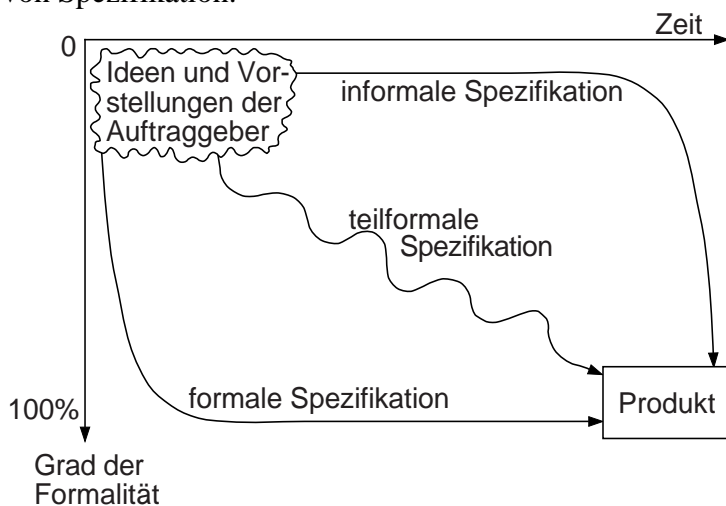 von Spezifikation.
Zeit
0
Ideen und Vor-
stellungen der
Auftraggeber
informale Spezifikation
teilformale
Spezifikation
formale Spezifikation
Produkt
100%
Grad der
Formalität